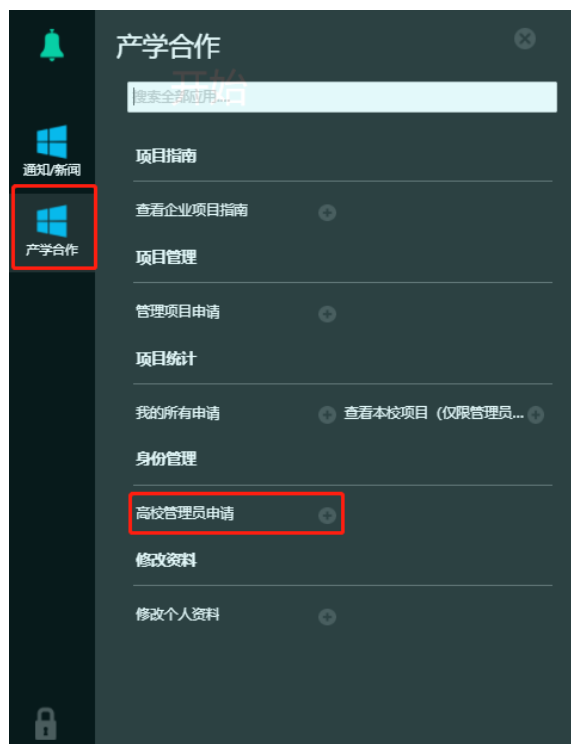 产学合作
开始
搜索全部应用...
通知/新闻
产学合作
项目指南
查看企业项目指南
项目管理
管理项目申请
项目统计
我的所有申请
查看本校项目（仅限管理员...
身份管理
高校管理员申请
修改资料
修改个人资料